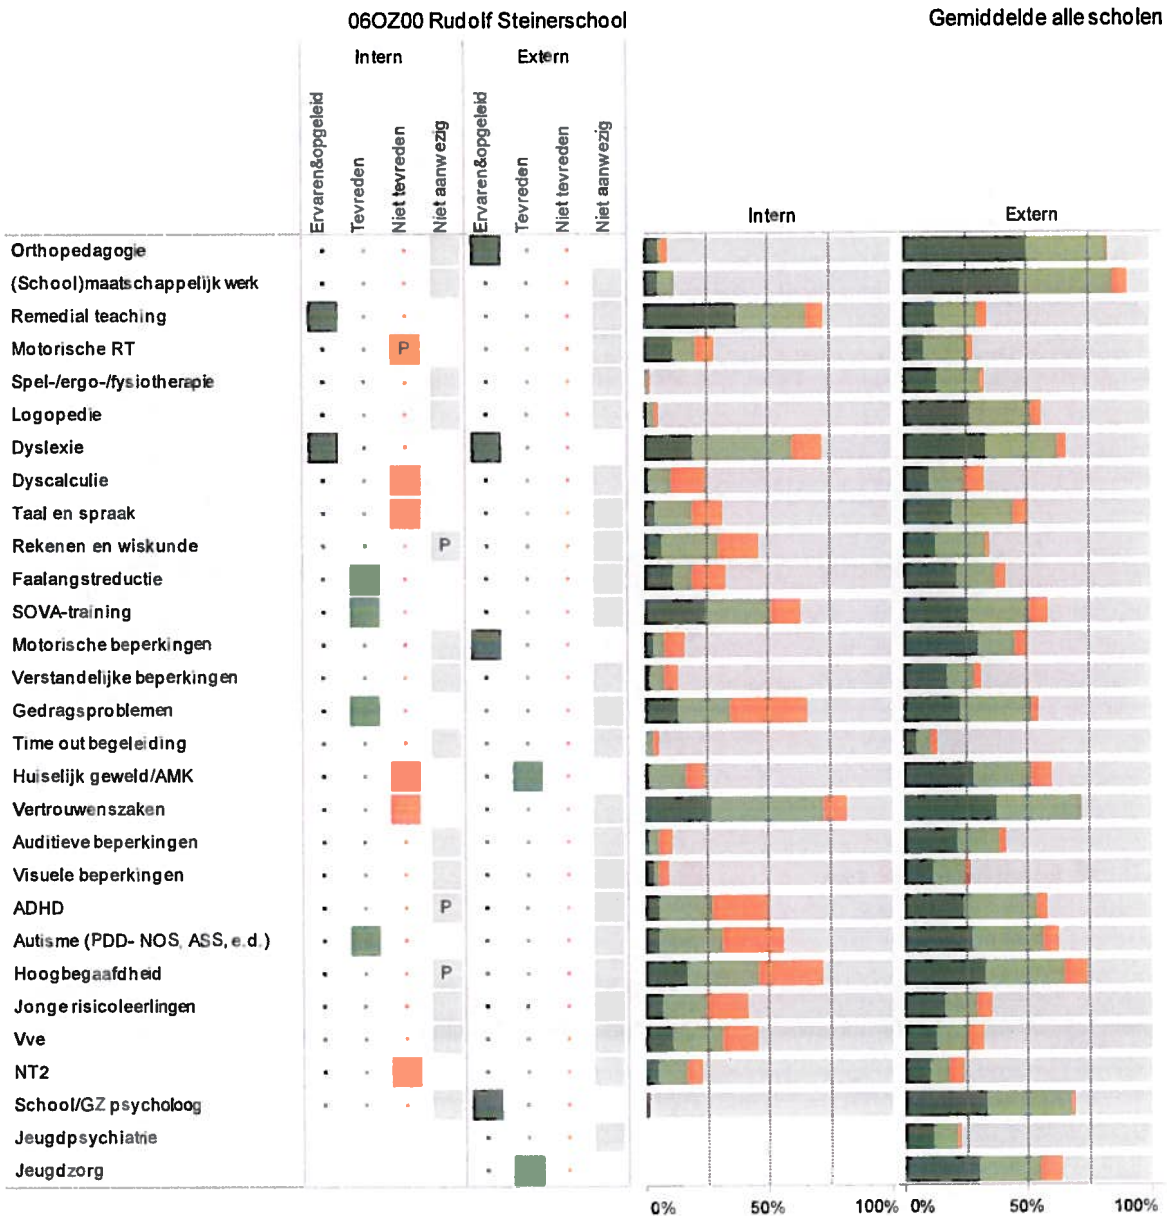 06OZ00 Rudolf Steinerschool
Gemiddelde alle scholen
Intern
Extern
Ervaren&opgeleid
Tevreden
Niet tevreden
Niet aanwezig
Ervaren&opgeleid
Tevreden
Niet tevreden
Niet aanwezig
Intern
Extern
Orthopedagogie
(School)maatschappelijk werk
Remedial teaching
Motorische RT
P
Spel-/ergo-/fysiotherapie
Logopedie
Dyslexie
Dyscalculie
Taal en spraak
Rekenen en wiskunde
P
Faalangstreductie
SOVA-training
Motorische beperkingen
Verstandelijke beperkingen
Gedragsproblemen
Time out begeleiding
Huiselijk geweld/AMK
Vertrouwenszaken
Auditieve beperkingen
Visuele beperkingen
ADHD
P
Autisme (PDD- NOS, ASS, e.d.)
Hoogbegaafdheid
P
Jonge risicoleerlingen
Vve
NT2
School/GZ psycholoog
Jeugdpsychiatrie
Jeugdzorg
0% 50% 100% 0% 50% 100%